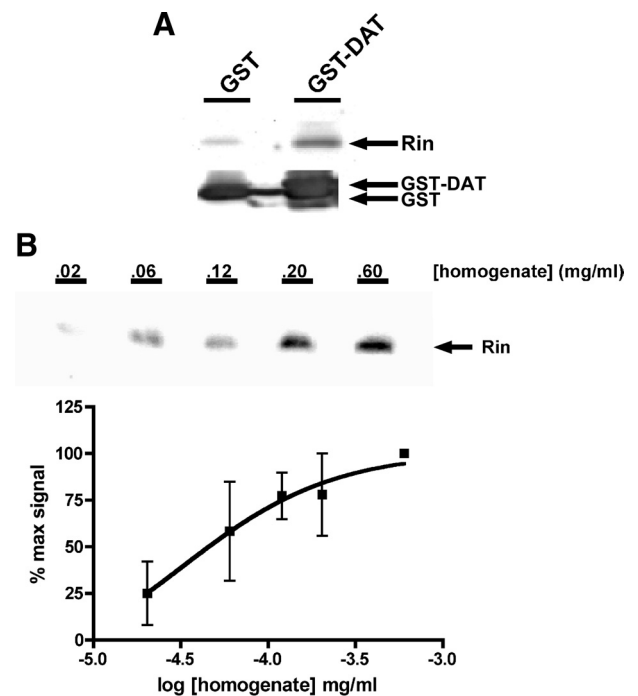 A
GST GST-DAT
Rin
GST-DAT
GST
B
.02 .06 .12 .20 .60 [homogenate] (mg/ml)
Rin
125
100
75
50
25
0
% max signal
-5.0 -4.5 -4.0 -3.5 -3.0
log [homogenate] mg/ml